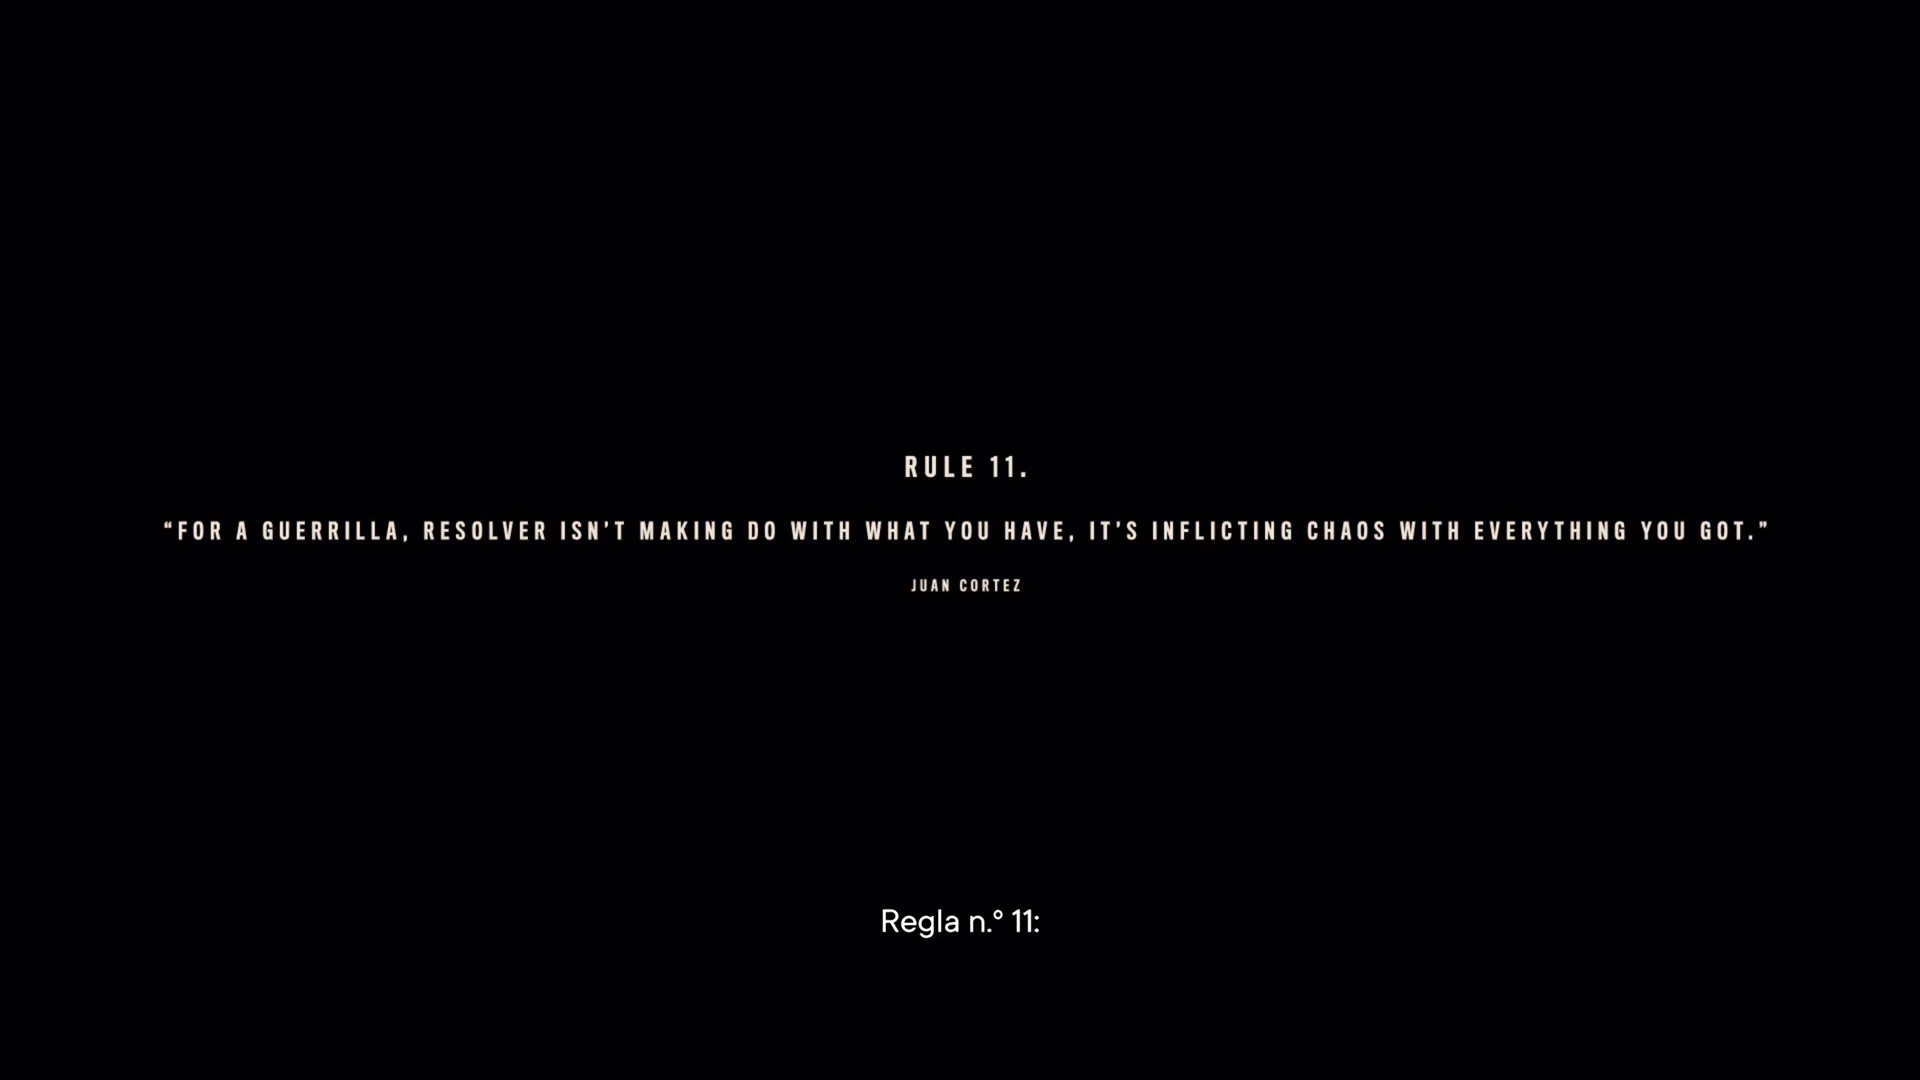 RULE 11.
“FOR A GUERRILLA, RESOLVER ISN’T MAKING DO WITH WHAT YOU HAVE, IT’S INFLICTING CHAOS WITH EVERYTHING YOU GOT.”
JUAN CORTEZ
Regla n.° 11: